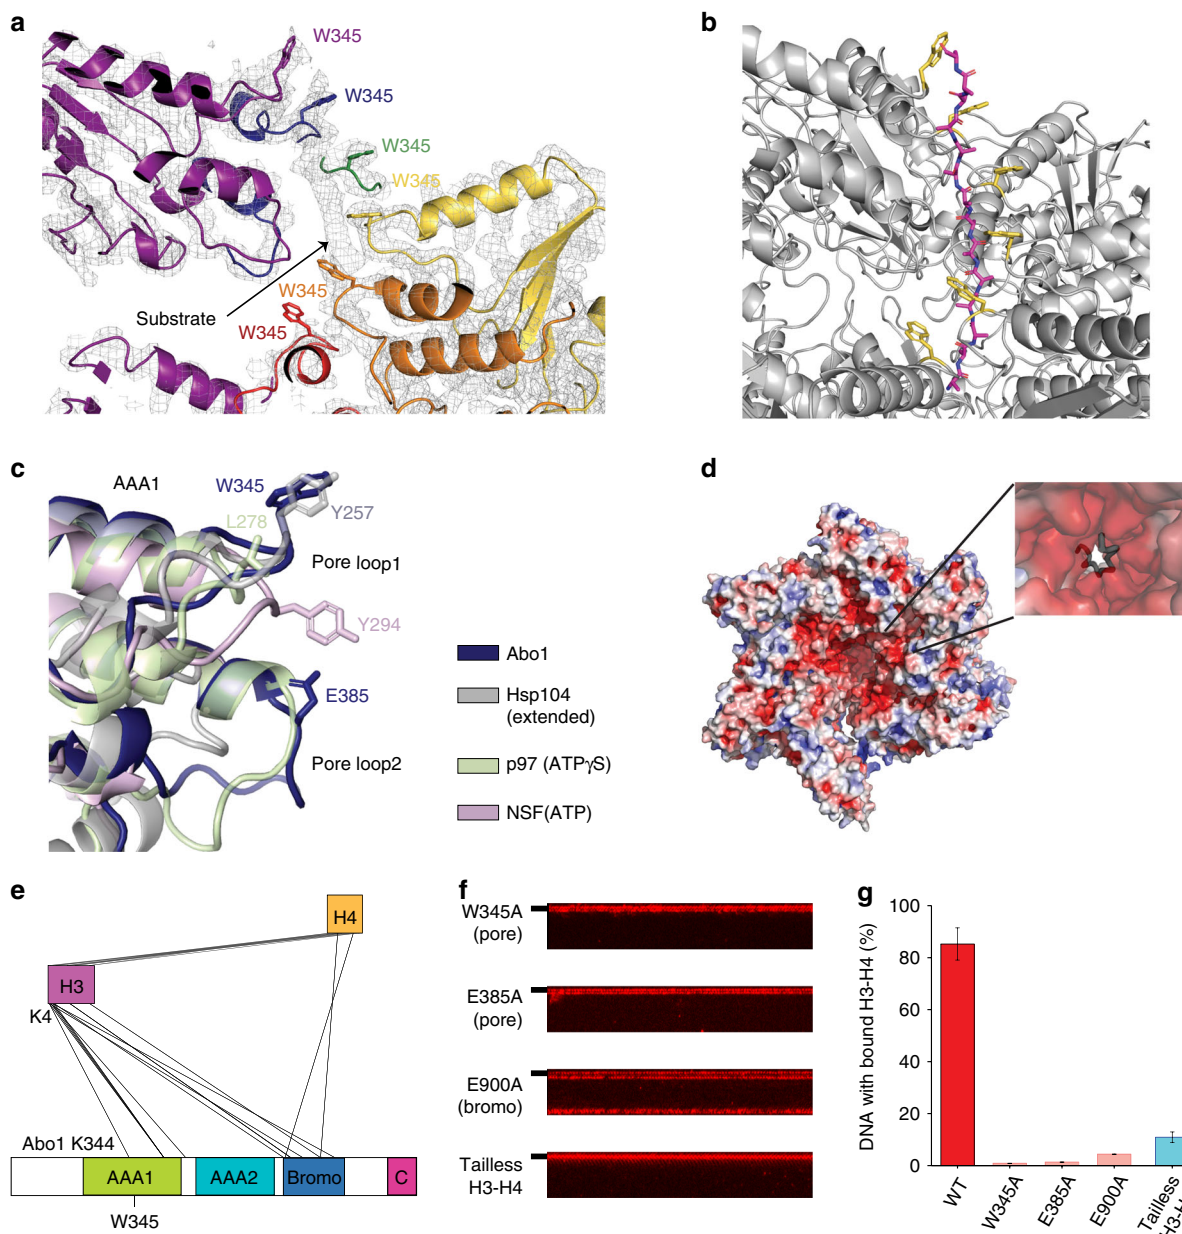 a
W345
W345
W345
W345
W345
W345
Substrate
b
c
AAA1
W345
L278
Y257
Pore loop1
Y294
E385
Pore loop2
Abo1
Hsp104
(extended)
p97 (ATPγS)
NSF(ATP)
d
e
H4
H3
K4
Abo1 K344
AAA1
AAA2
Bromo
C
W345
f
W345A
(pore)
E385A
(pore)
E900A
(bromo)
Tailless
H3-H4
g
DNA with bound H3-H4 (%)
100
80
60
40
20
0
WT
W345A
E385A
E900A
Tailless